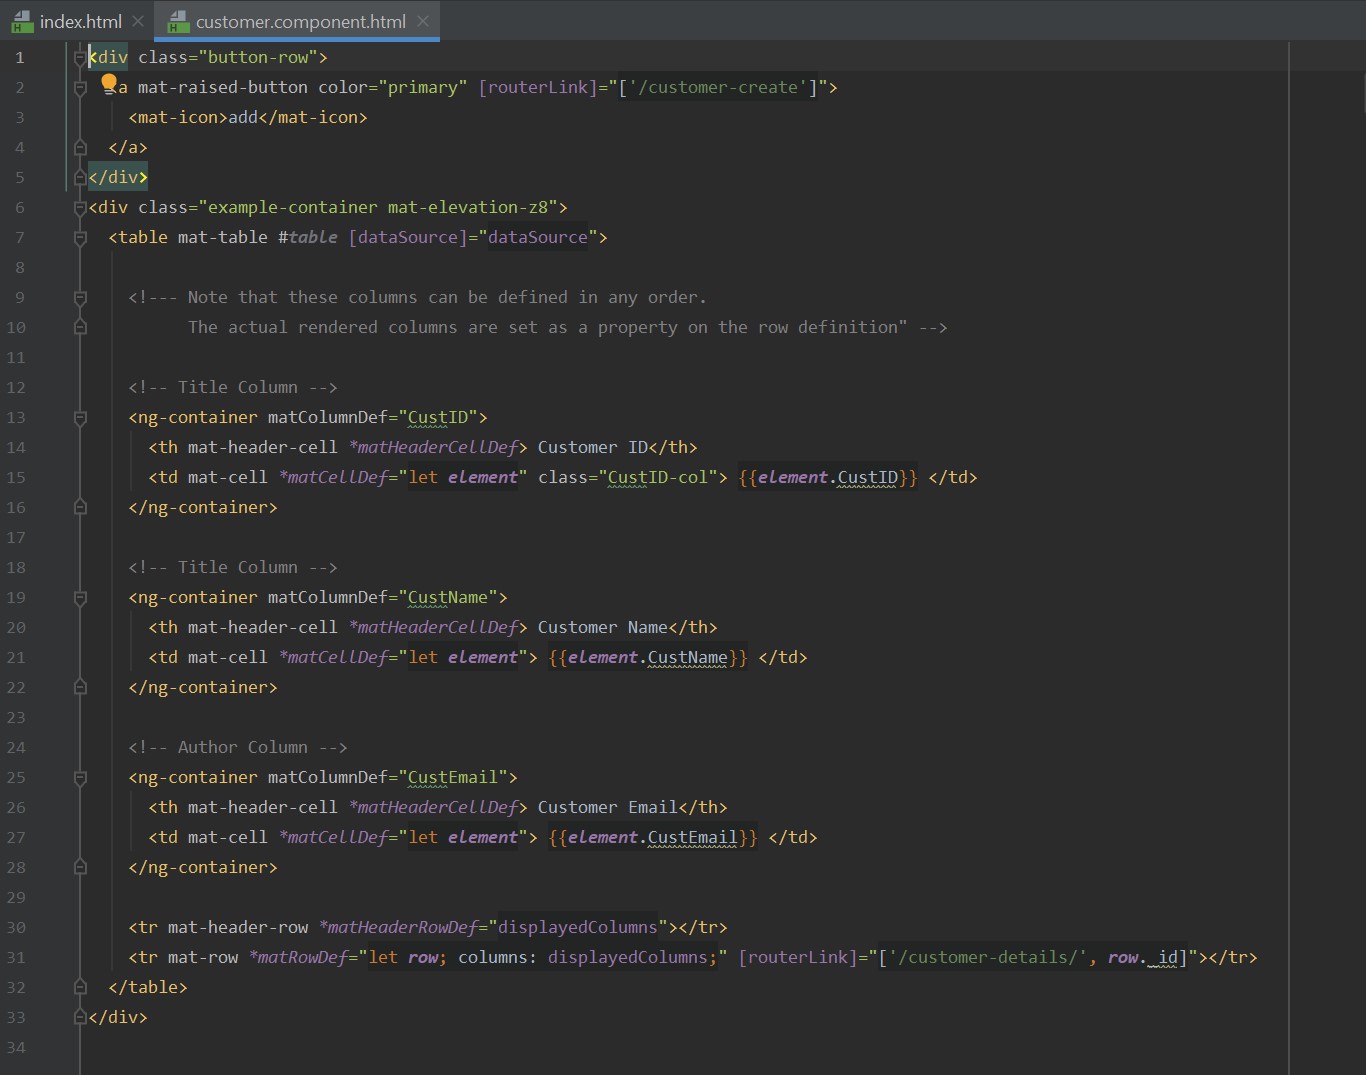 index.html customer.component.html
1 <div class="button-row">
2 a mat-raised-button color="primary" [routerLink]="['/customer-create']">
3 <mat-icon>add</mat-icon>
4 </a>
5 </div>
6 <div class="example-container mat-elevation-z8">
7 <table mat-table #table [dataSource]="dataSource">
8
9 <!--- Note that these columns can be defined in any order.
10 The actual rendered columns are set as a property on the row definition" -->
11
12 <!-- Title Column -->
13 <ng-container matColumnDef="CustID">
14 <th mat-header-cell *matHeaderCellDef> Customer ID</th>
15 <td mat-cell *matCellDef="let element" class="CustID-col"> {{element.CustID}} </td>
16 </ng-container>
17
18 <!-- Title Column -->
19 <ng-container matColumnDef="CustName">
20 <th mat-header-cell *matHeaderCellDef> Customer Name</th>
21 <td mat-cell *matCellDef="let element"> {{element.CustName}} </td>
22 </ng-container>
23
24 <!-- Author Column -->
25 <ng-container matColumnDef="CustEmail">
26 <th mat-header-cell *matHeaderCellDef> Customer Email</th>
27 <td mat-cell *matCellDef="let element"> {{element.CustEmail}} </td>
28 </ng-container>
29
30 <tr mat-header-row *matHeaderRowDef="displayedColumns"></tr>
31 <tr mat-row *matRowDef="let row; columns: displayedColumns;" [routerLink]="['/customer-details/', row._id]"></tr>
32 </table>
33 </div>
34